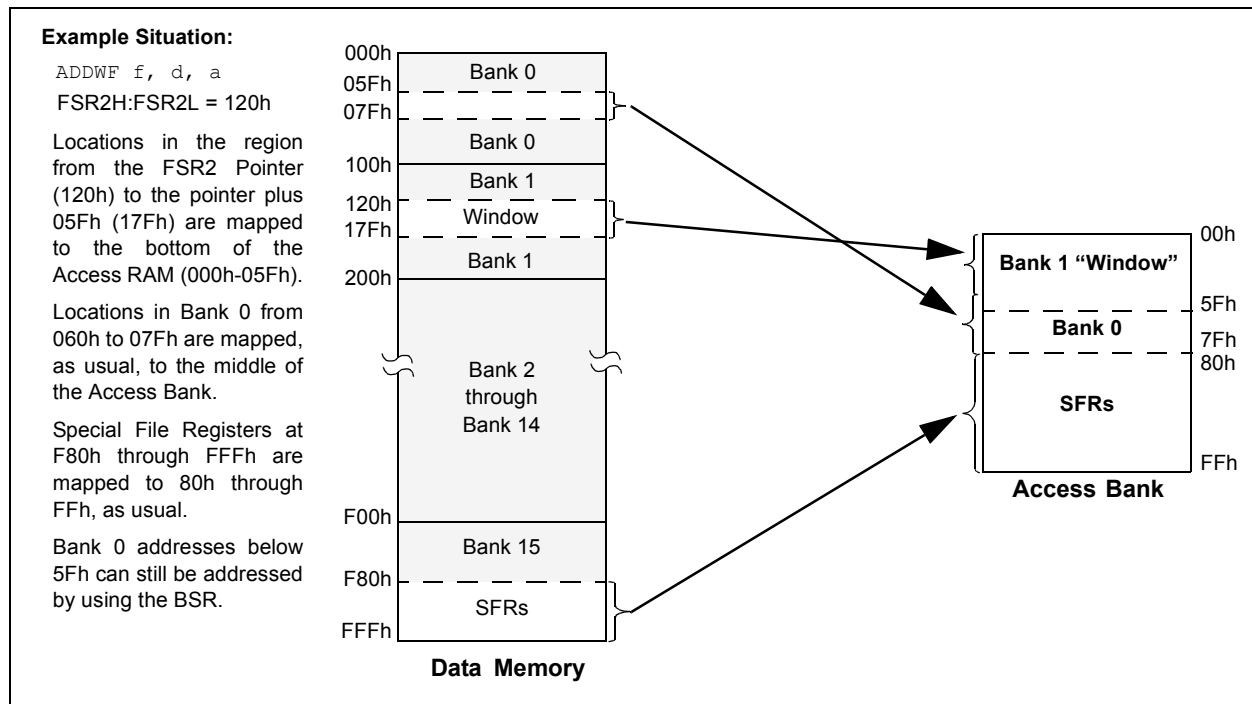 Example Situation:
ADDWF f, d, a
FSR2H:FSR2L = 120h
Locations in the region
from the FSR2 Pointer
(120h) to the pointer plus
05Fh (17Fh) are mapped
to the bottom of the
Access RAM (000h-05Fh).
Locations in Bank 0 from
060h to 07Fh are mapped,
as usual, to the middle of
the Access Bank.
Special File Registers at
F80h through FFFh are
mapped to 80h through
FFh, as usual.
Bank 0 addresses below
5Fh can still be addressed
by using the BSR.
000h
Bank 0
05Fh
07Fh
Bank 0
100h
Bank 1
120h
Window
17Fh
Bank 1
200h
Bank 2
through
Bank 14
F00h
Bank 15
F80h
SFRs
FFFh
Data Memory
00h
Bank 1 “Window”
5Fh
Bank 0
7Fh
80h
SFRs
FFh
Access Bank